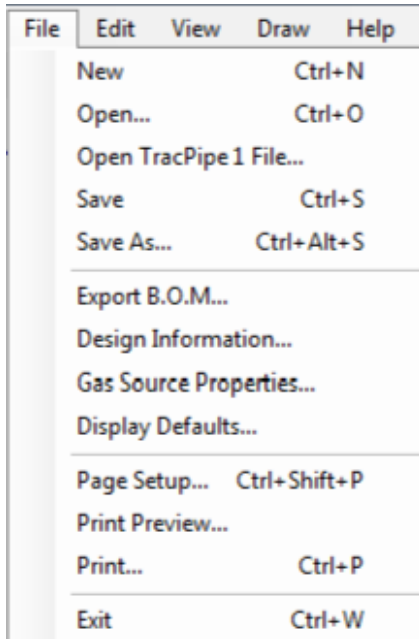 File Edit View Draw Help
New Ctrl+N
Open... Ctrl+O
Open TracPipe 1 File...
Save Ctrl+S
Save As... Ctrl+Alt+S
Export B.O.M...
Design Information...
Gas Source Properties...
Display Defaults...
Page Setup... Ctrl+Shift+P
Print Preview...
Print... Ctrl+P
Exit Ctrl+W